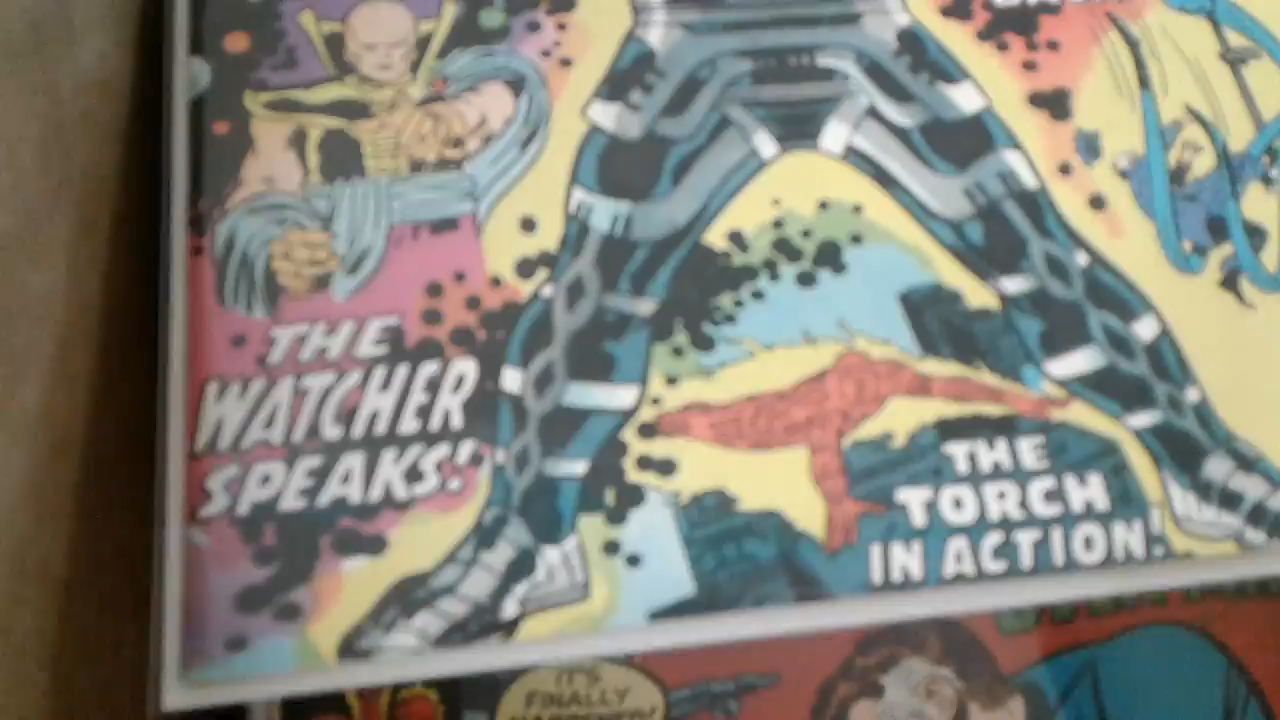 THE
WATCHER
SPEAKS!
THE
TORCH
IN ACTION!
IT'S
FINALLY